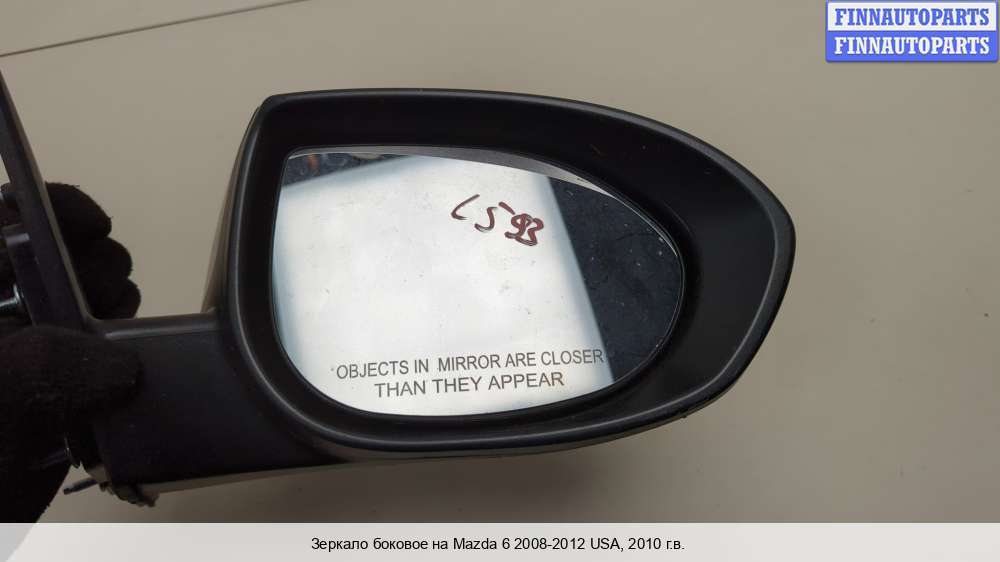 FINNAUTOPARTS
FINNAUTOPARTS
L593
OBJECTS IN MIRROR ARE CLOSER
THAN THEY APPEAR
Зеркало боковое на Mazda 6 2008-2012 USA, 2010 г.в.